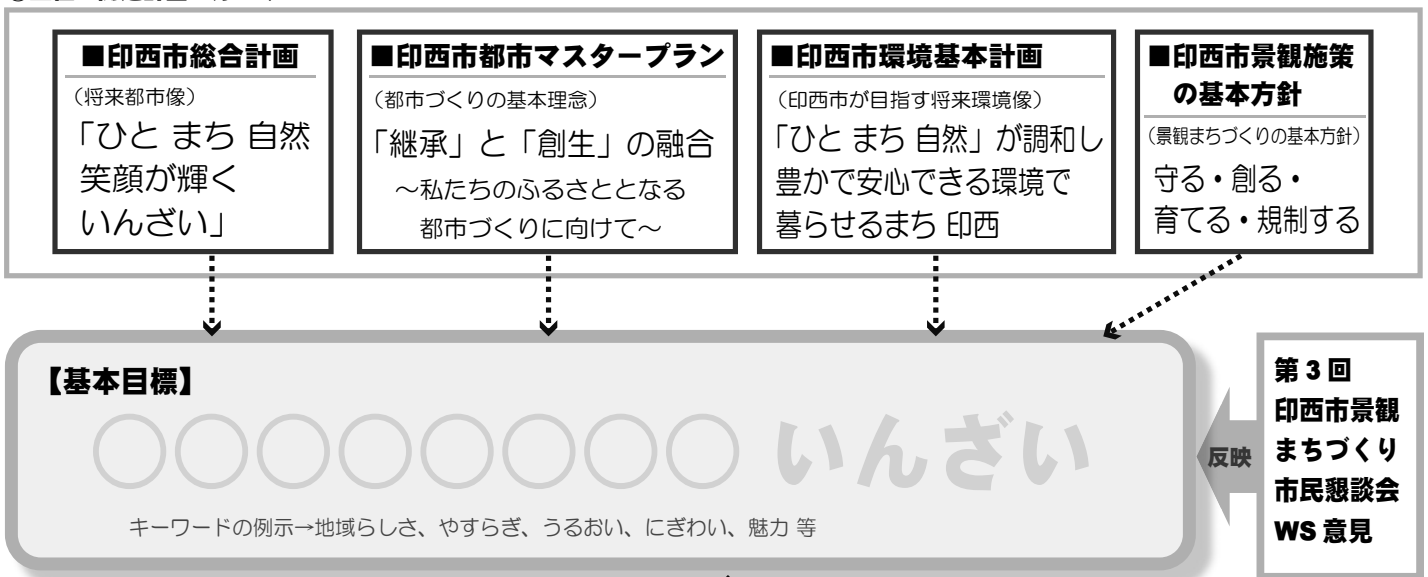 ■印西市総合計画
（将来都市像）
「ひと まち 自然
笑顔が輝く
いんざい」
■印西市都市マスタープラン
（都市づくりの基本理念）
「継承」と「創生」の融合
～私たちのふるさととなる
都市づくりに向けて～
■印西市環境基本計画
（印西市が目指す将来環境像）
「ひと まち 自然」が調和し
豊かで安心できる環境で
暮らせるまち 印西
■印西市景観施策
の基本方針
（景観まちづくりの基本方針）
守る・創る・
育てる・規制する
【基本目標】
○○○○○○○○ いんざい
キーワードの例示→地域らしさ、やすらぎ、うるおい、にぎわい、魅力 等
反映
第３回
印西市景観
まちづくり
市民懇談会
WS 意見